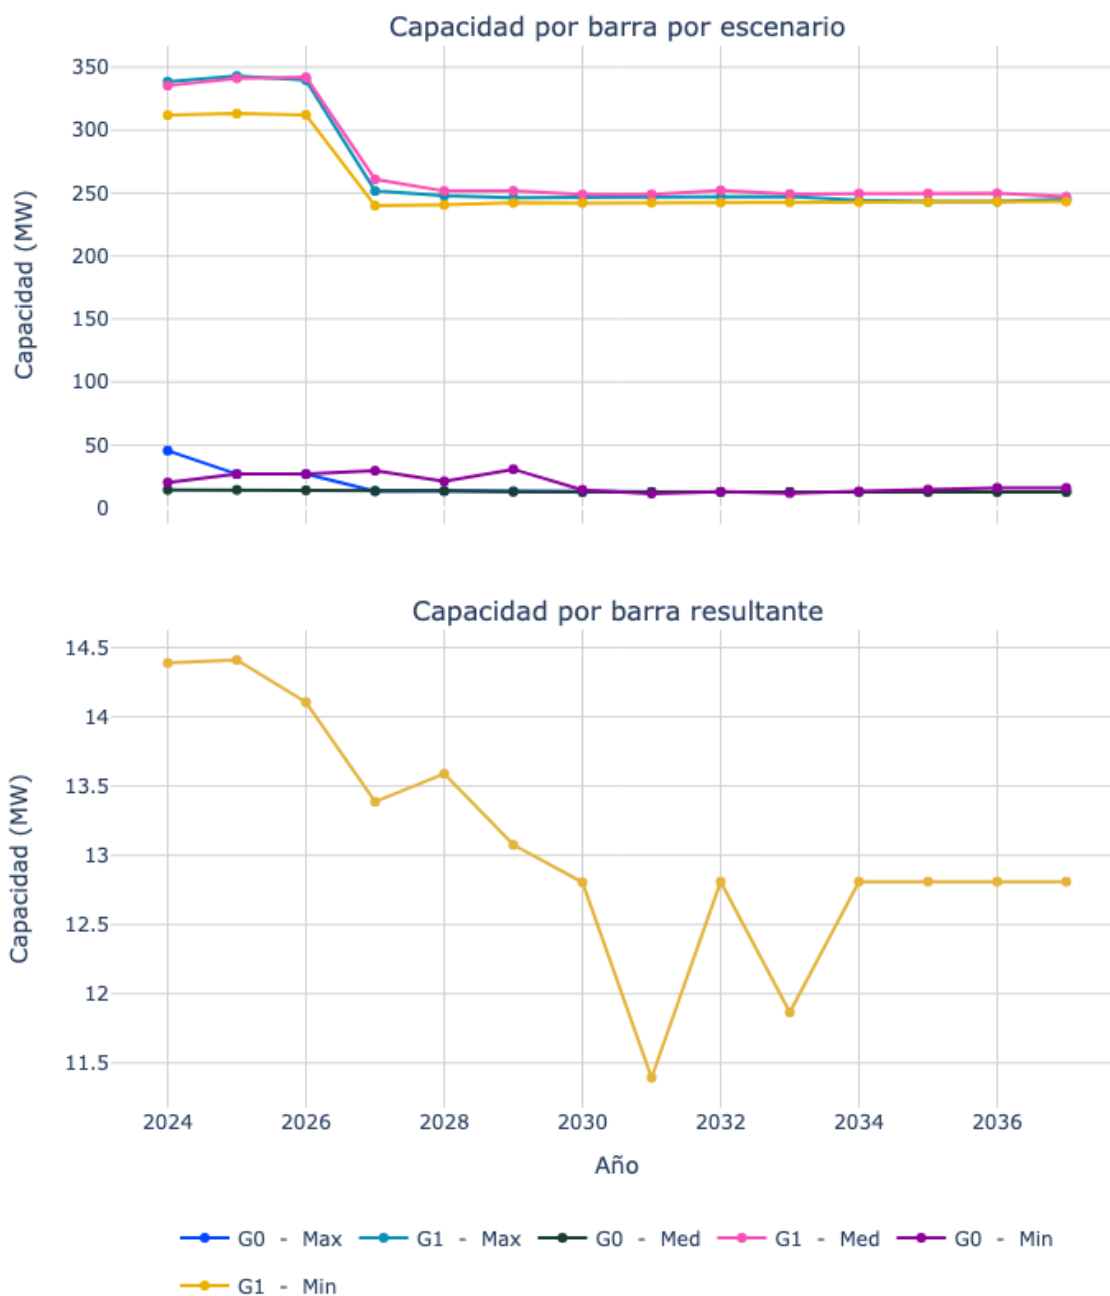 Capacidad por barra por escenario
Capacidad (MW)
350
300
250
200
150
100
50
0
Capacidad por barra resultante
Capacidad (MW)
14.5
14
13.5
13
12.5
12
11.5
2024 2026 2028 2030 2032 2034 2036
Año
G0 - Max G1 - Max G0 - Med G1 - Med G0 - Min
G1 - Min